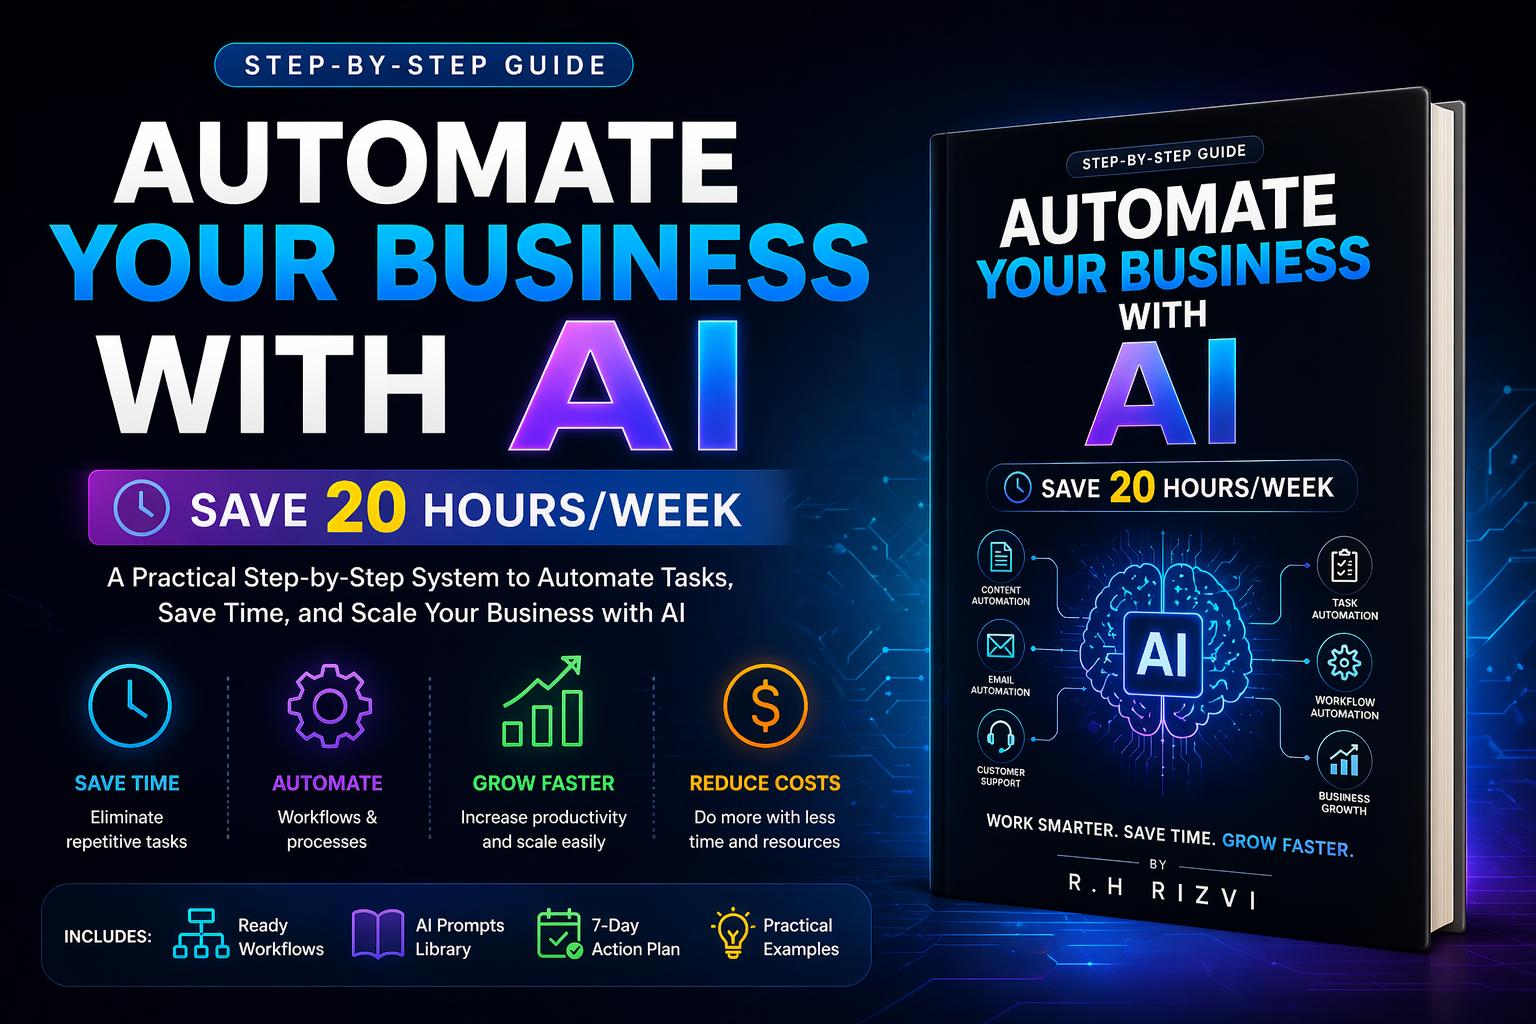 STEP-BY-STEP GUIDE
AUTOMATE
YOUR BUSINESS
WITH AI
SAVE 20 HOURS/WEEK
A Practical Step-by-Step System to Automate Tasks,
Save Time, and Scale Your Business with AI
SAVE TIME
Eliminate
repetitive tasks
AUTOMATE
Workflows &
processes
GROW FASTER
Increase productivity
and scale easily
REDUCE COSTS
Do more with less
time and resources
INCLUDES:
Ready
Workflows
AI Prompts
Library
7-Day
Action Plan
Practical
Examples
STEP-BY-STEP GUIDE
AUTOMATE
YOUR BUSINESS
WITH
AI
SAVE 20 HOURS/WEEK
CONTENT
AUTOMATION
EMAIL
AUTOMATION
CUSTOMER
SUPPORT
AI
TASK
AUTOMATION
WORKFLOW
AUTOMATION
BUSINESS
GROWTH
WORK SMARTER. SAVE TIME. GROW FASTER.
BY
R.H RIZVI